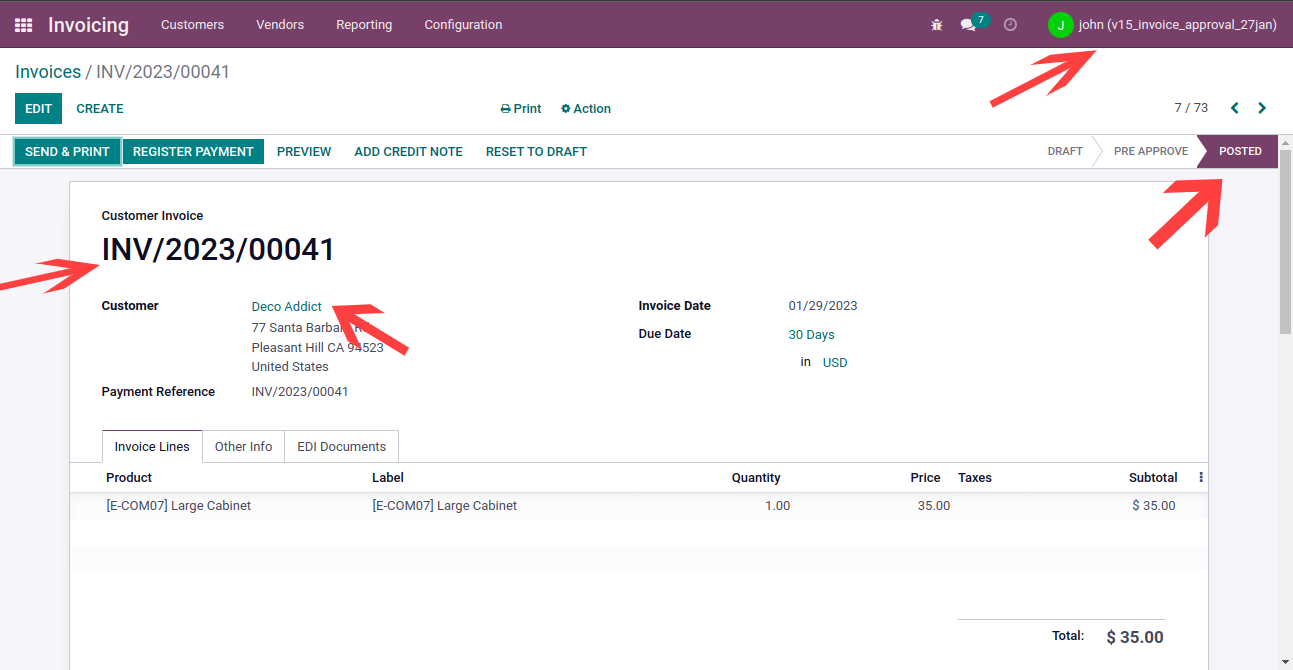 Invoicing Customers Vendors Reporting Configuration 7 J john (v15_invoice_approval_27jan)
Invoices / INV/2023/00041
EDIT CREATE Print Action 7 / 73
SEND & PRINT REGISTER PAYMENT PREVIEW ADD CREDIT NOTE RESET TO DRAFT DRAFT PRE APPROVE POSTED
Customer Invoice
INV/2023/00041
Customer Deco Addict Invoice Date 01/29/2023
77 Santa Barbara Rd
Due Date 30 Days
Pleasant Hill CA 94523
in USD
United States
Payment Reference INV/2023/00041
Invoice Lines Other Info EDI Documents
Product Label Quantity Price Taxes Subtotal
[E-COM07] Large Cabinet [E-COM07] Large Cabinet 1.00 35.00 $ 35.00
Total: $ 35.00